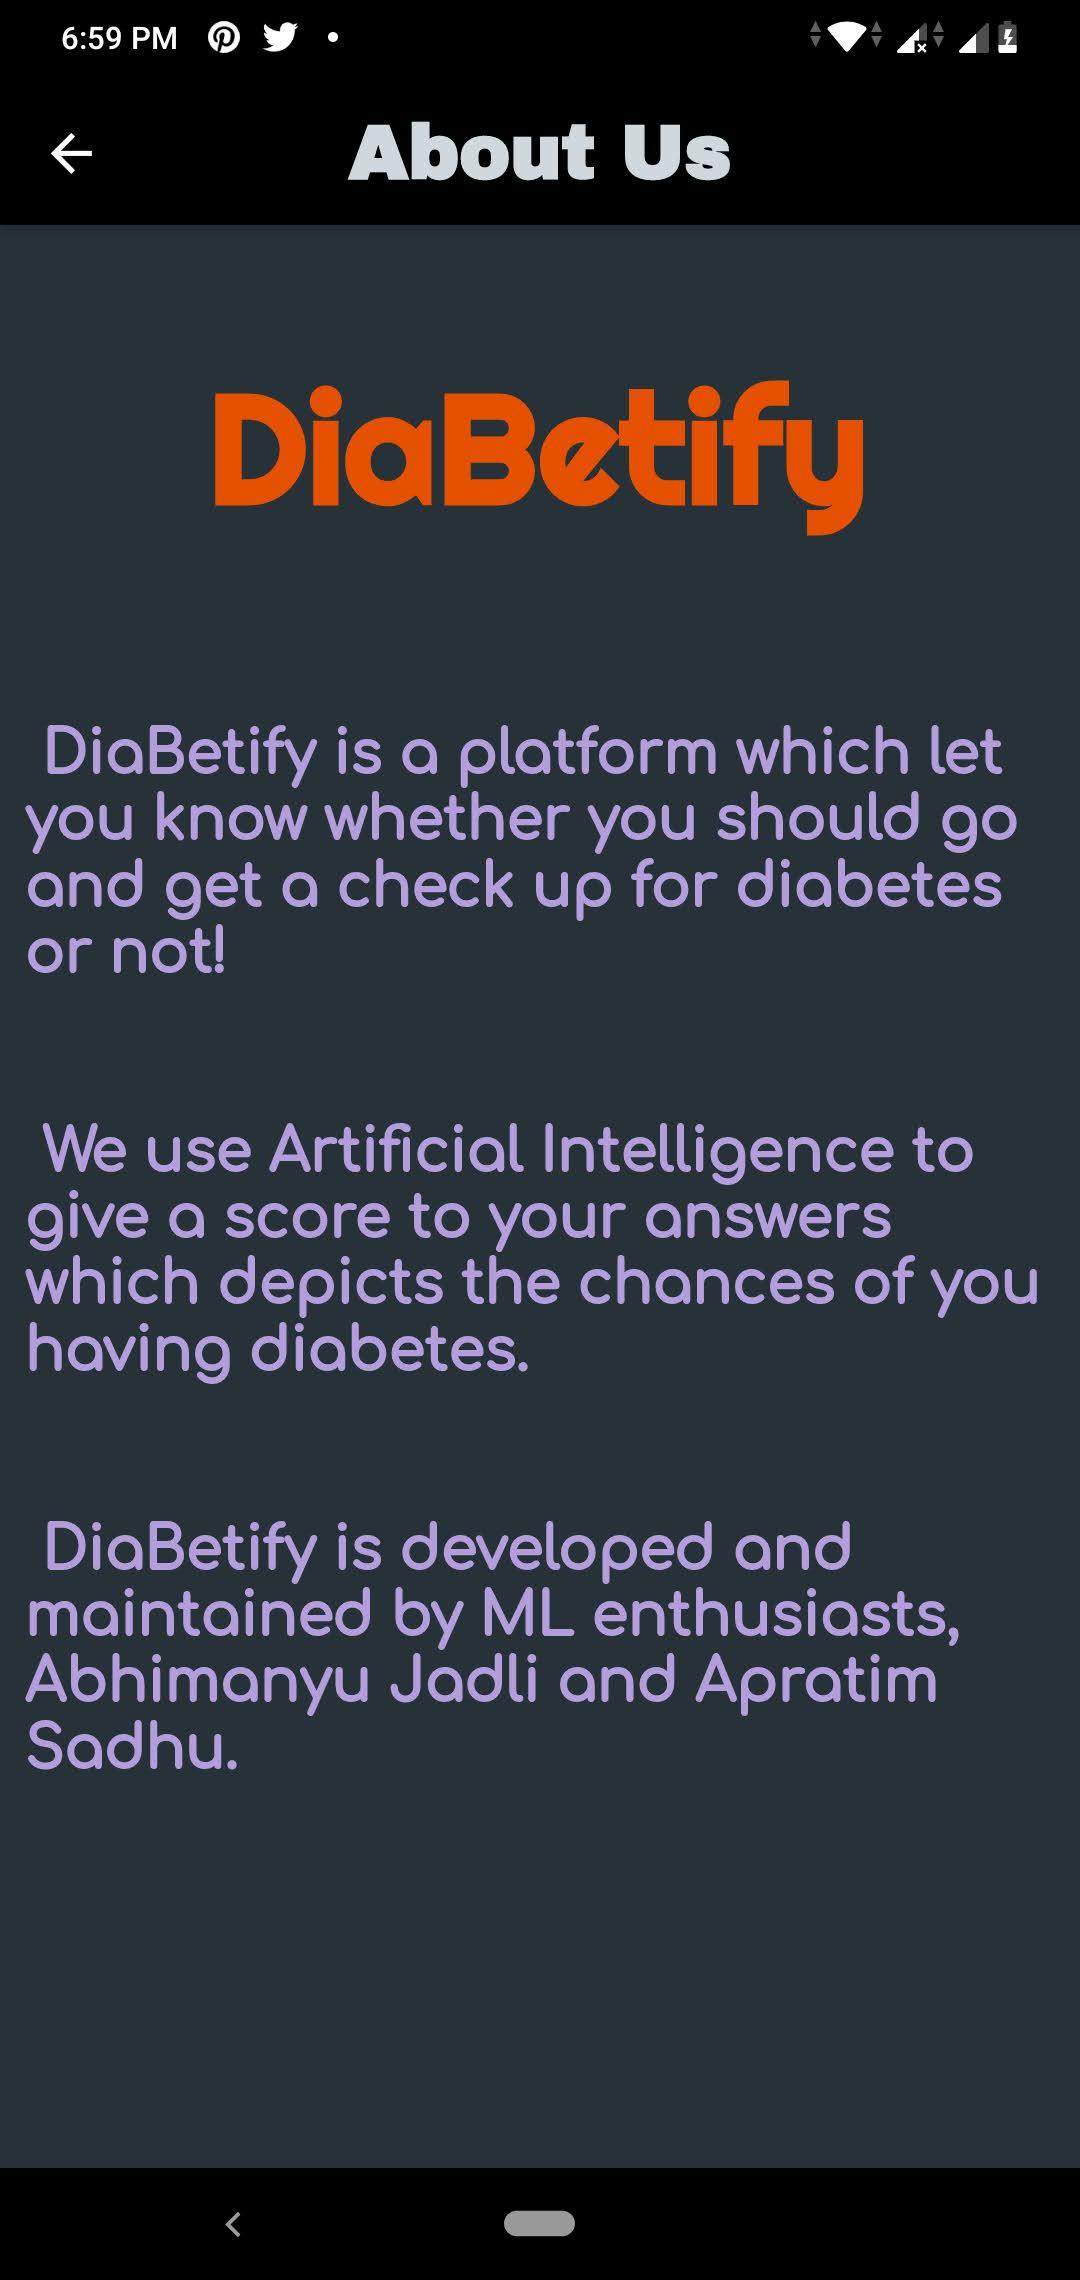 6:59 PM
About Us
DiaBetify
DiaBetify is a platform which let
you know whether you should go
and get a check up for diabetes
or not!
We use Artificial Intelligence to
give a score to your answers
which depicts the chances of you
having diabetes.
DiaBetify is developed and
maintained by ML enthusiasts,
Abhimanyu Jadli and Apratim
Sadhu.